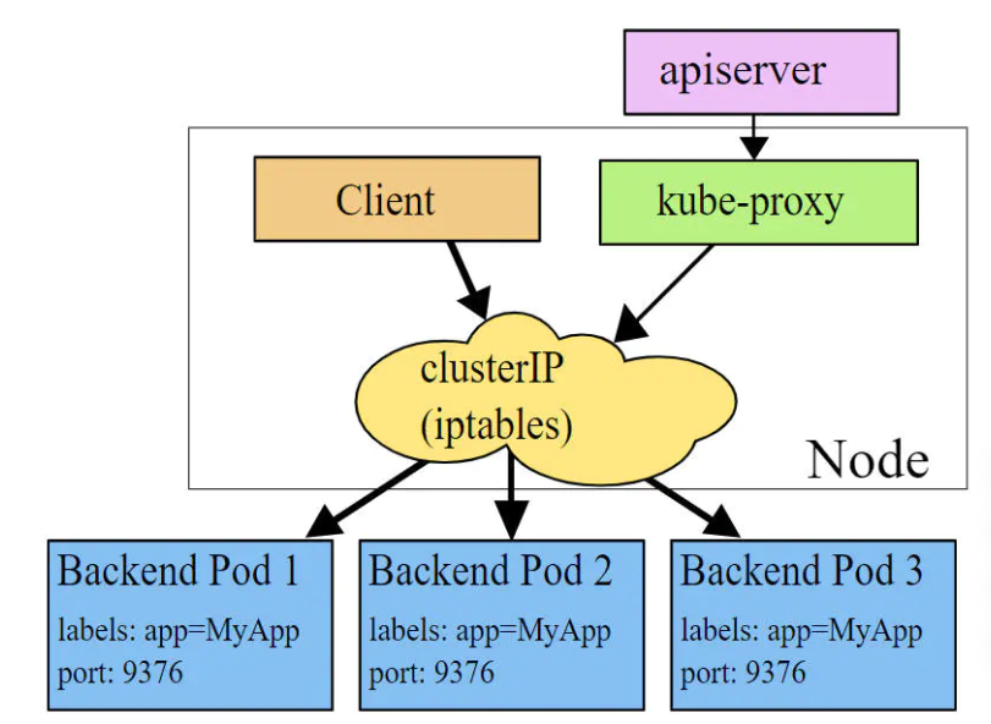 apiserver
Client
kube-proxy
clusterIP
(iptables)
Node
Backend Pod 1
labels: app=MyApp
port: 9376
Backend Pod 2
labels: app=MyApp
port: 9376
Backend Pod 3
labels: app=MyApp
port: 9376